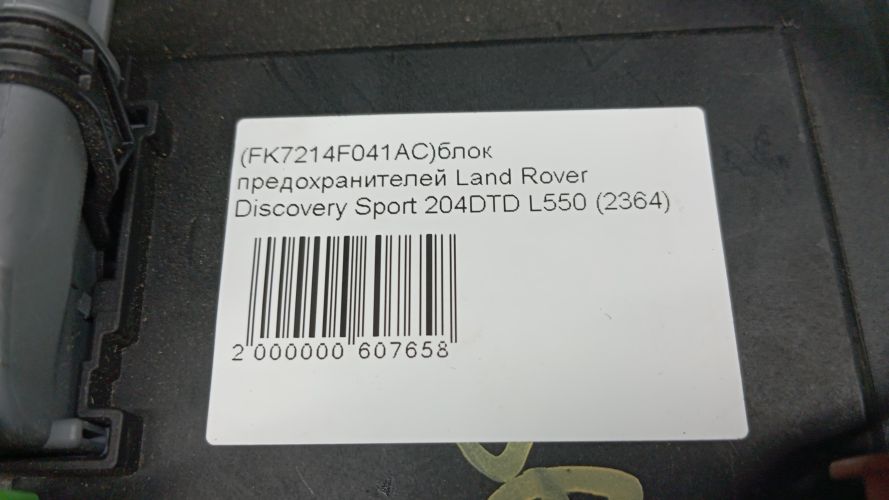 (FK7214F041AC)блок
предохранителей Land Rover
Discovery Sport 204DTD L550 (2364)
2 000000 607658